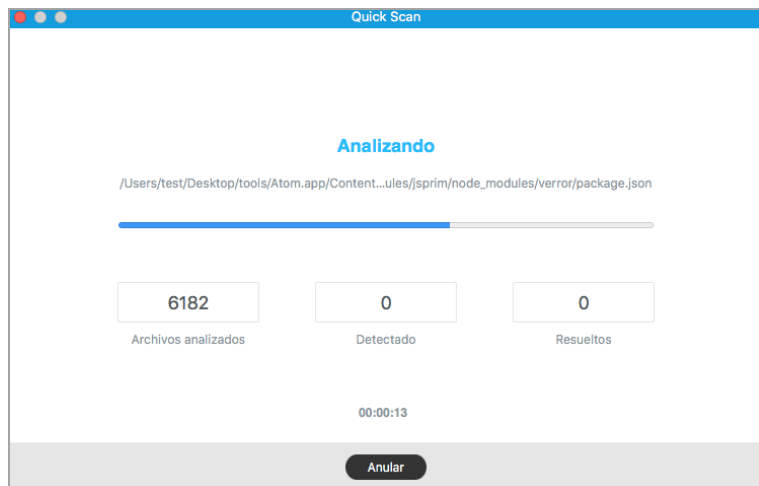 Quick Scan
Analizando
/Users/test/Desktop/tools/Atom.app/Content...ules/jsprim/node_modules/verror/package.json
6182 0 0
Archivos analizados Detectado Resueltos
00:00:13
Anular